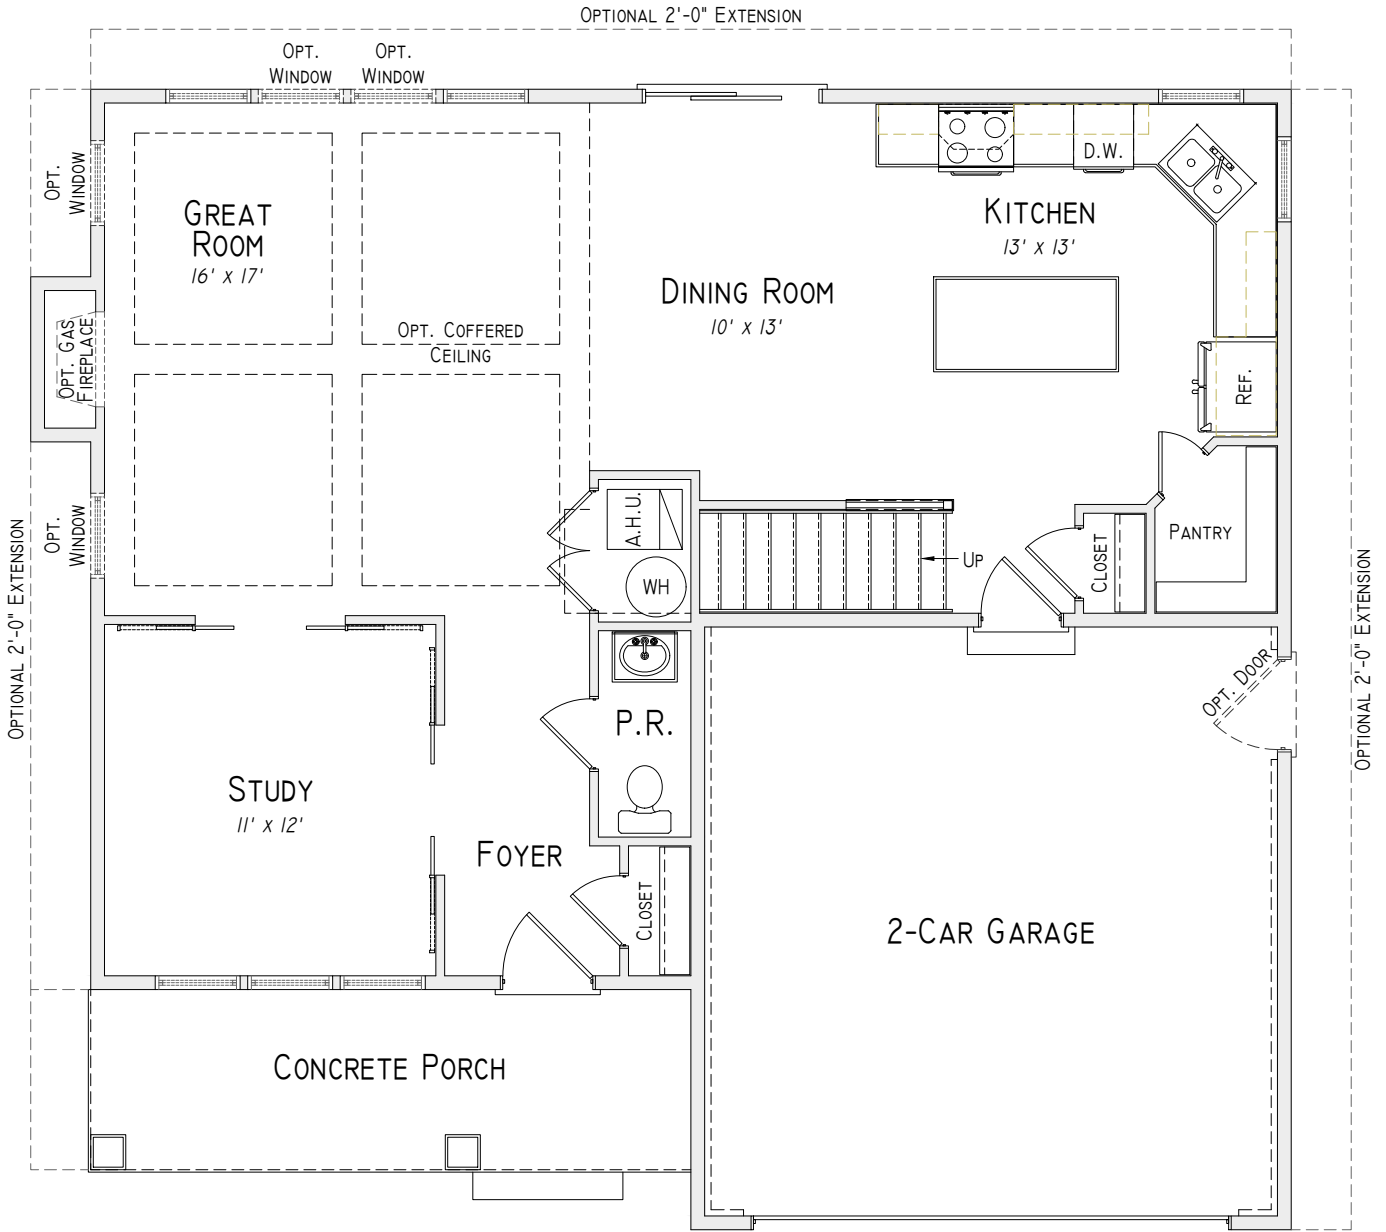 OPTIONAL 2'-0" EXTENSION
OPT.
WINDOW
OPT.
WINDOW
OPT.
WINDOW
GREAT
ROOM
16' X 17'
D.W.
KITCHEN
13' X 13'
DINING ROOM
10' X 13'
OPT. COFFERED
CEILING
OPT. GAS
FIREPLACE
REF.
OPT.
WINDOW
A.H.U.
WH
UP
CLOSET
PANTRY
OPTIONAL 2'-0" EXTENSION
OPTIONAL 2'-0" EXTENSION
OPT. DOOR
P.R.
STUDY
11' X 12'
FOYER
CLOSET
2-CAR GARAGE
CONCRETE PORCH